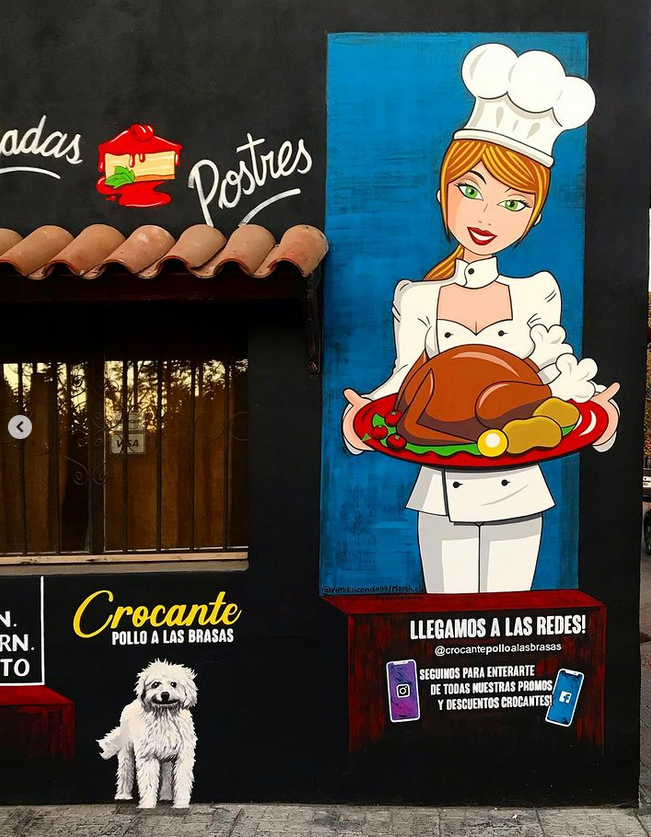 Postres
VISA
N.
RN.
TO
Crocante
POLLO A LAS BRASAS
LLEGAMOS A LAS REDES!
@crocantepolloalasbrasas
SEGUINOS PARA ENTERARTE
DE TODAS NUESTRAS PROMOS
Y DESCUENTOS CROCANTES!